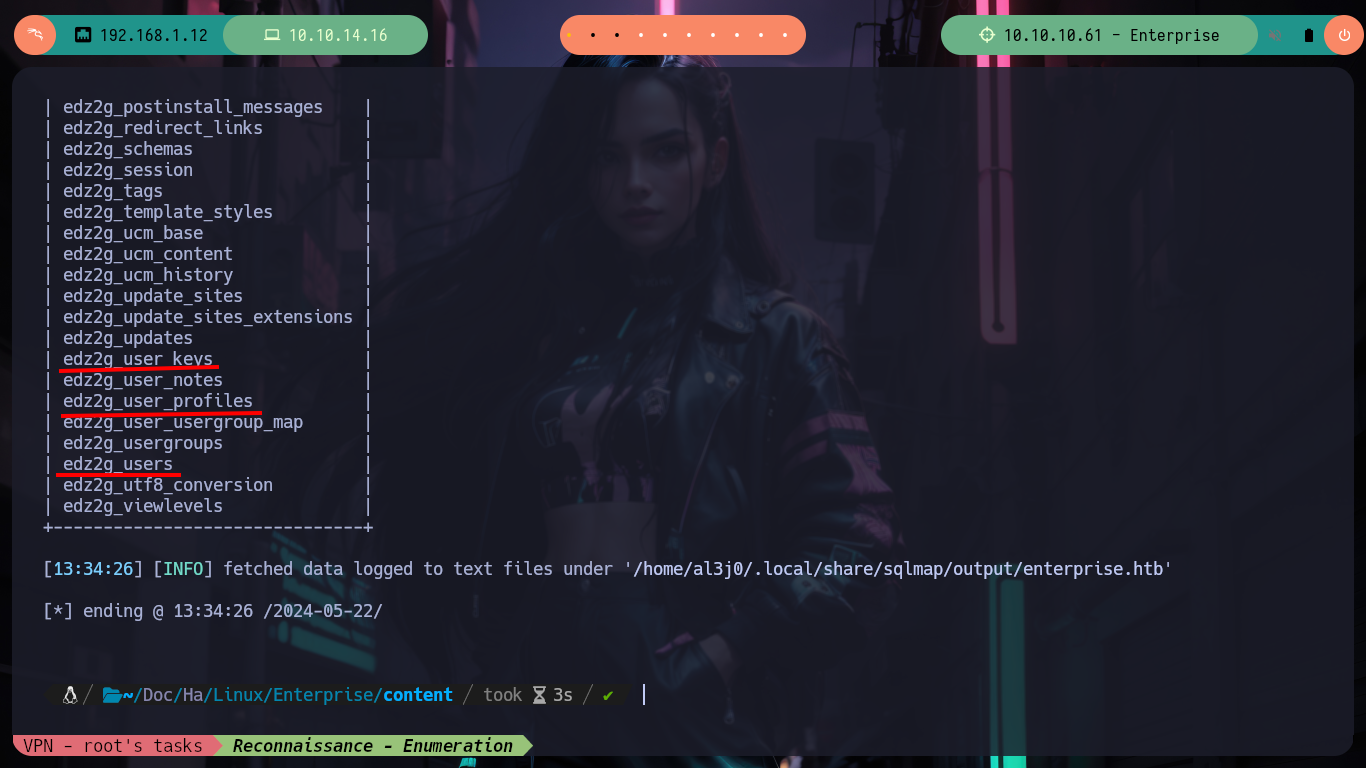 192.168.1.12 10.10.14.16 10.10.10.61 - Enterprise
| edz2g_postinstall_messages    |
| edz2g_redirect_links          |
| edz2g_schemas                 |
| edz2g_session                 |
| edz2g_tags                    |
| edz2g_template_styles         |
| edz2g_ucm_base                |
| edz2g_ucm_content             |
| edz2g_ucm_history             |
| edz2g_update_sites            |
| edz2g_update_sites_extensions |
| edz2g_updates                 |
| edz2g_user_keys               |
| edz2g_user_notes              |
| edz2g_user_profiles           |
| edz2g_user_usergroup_map      |
| edz2g_usergroups              |
| edz2g_users                   |
| edz2g_utf8_conversion         |
| edz2g_viewlevels              |
+-------------------------------+
[13:34:26] [INFO] fetched data logged to text files under '/home/al3j0/.local/share/sqlmap/output/enterprise.htb'
[*] ending @ 13:34:26 /2024-05-22/
/ ~/Doc/Ha/Linux/Enterprise/content / took 3s / ✔
VPN - root's tasks Reconnaissance - Enumeration